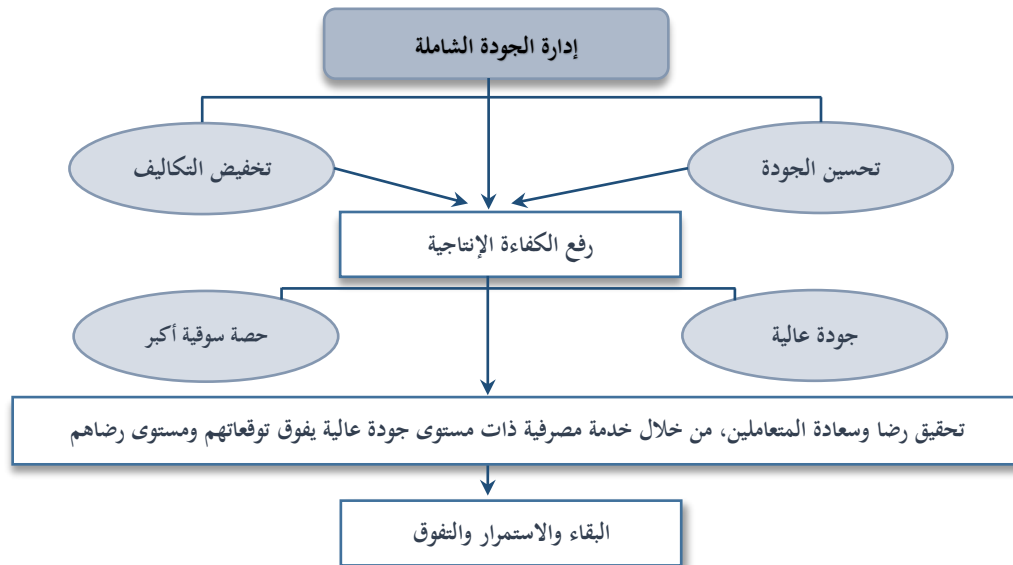 إدارة الجودة الشاملة
تحسين الجودة
تخفيض التكاليف
رفع الكفاءة الإنتاجية
جودة عالية
حصة سوقية أكبر
تحقيق رضا وسعادة المتعاملين، من خلال خدمة مصرفية ذات مستوى جودة عالية يفوق توقعاتهم ومستوى رضاهم
البقاء والاستمرار والتفوق